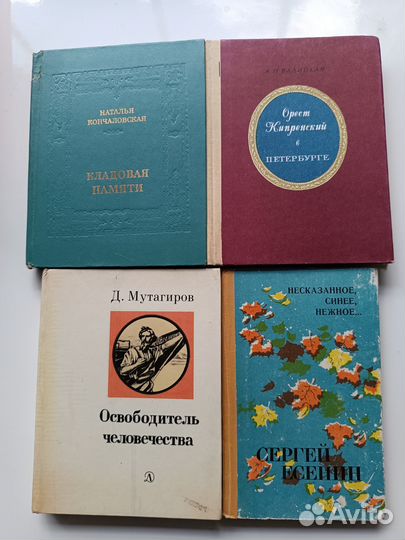 НАТАЛЬЯ
КОНЧАЛОВСКАЯ
КЛАДОВАЯ
ПАМЯТИ
Орест
Кипренский
в
ПЕТЕРБУРГЕ
Д. Мутагиров
Освободитель
человечества
НЕСКАЗАННОЕ,
СИНЕЕ,
НЕЖНОЕ...
СЕРГЕЙ
ЕСЕНИН
Avito